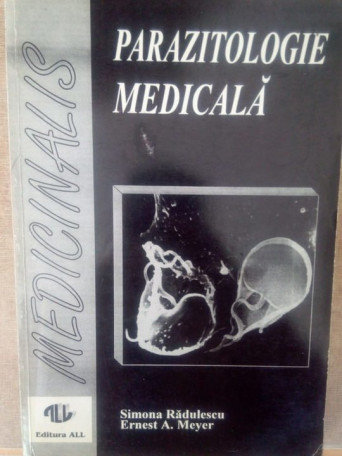 PARAZITOLOGIE
MEDICALĂ
MEDICINALIS
Simona Rădulescu
Ernest A. Meyer
ALL
Editura ALL